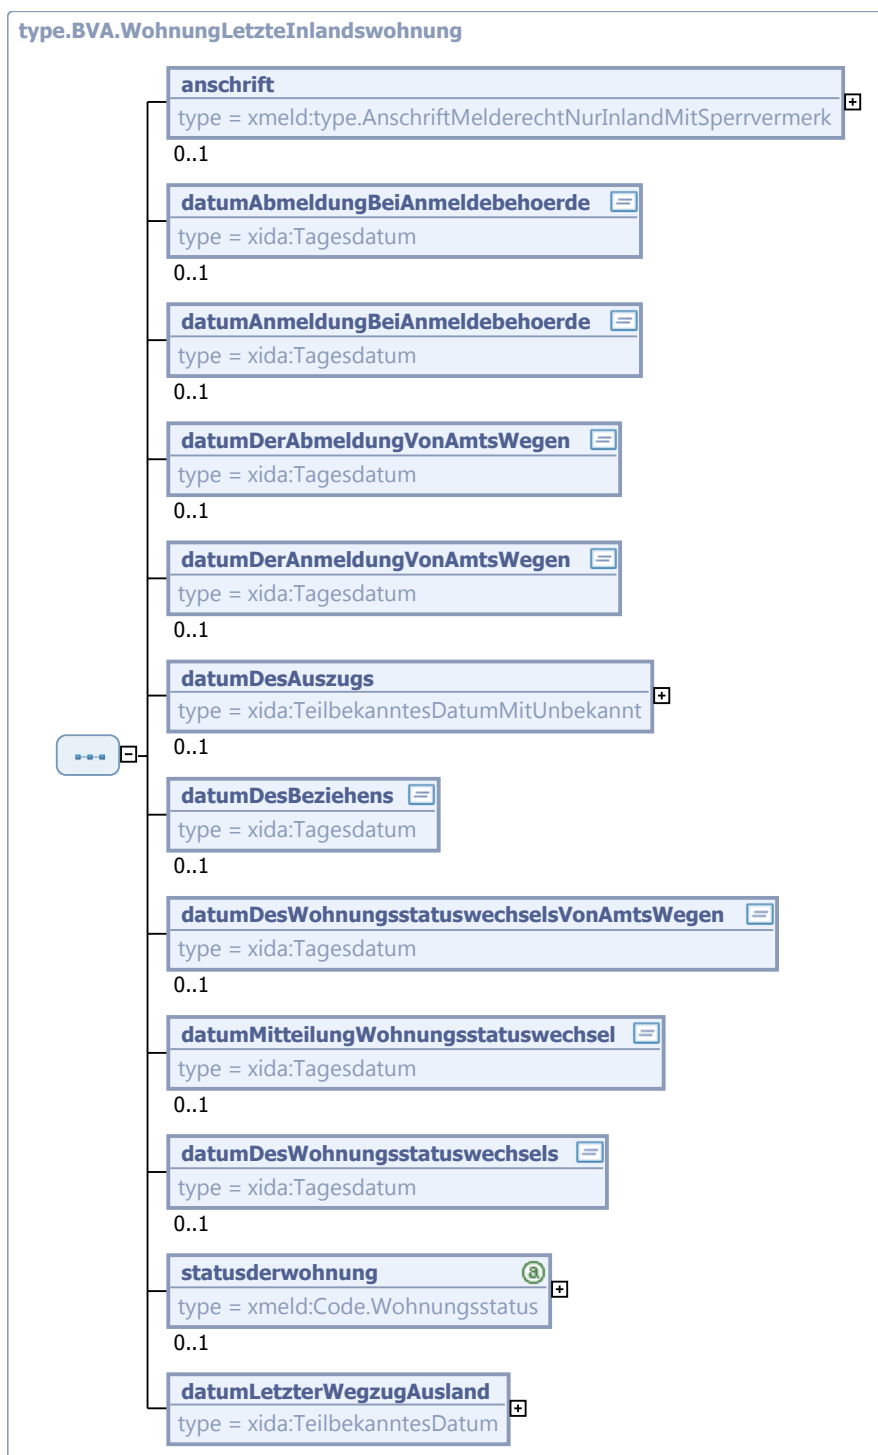 type.BVA.WohnungLetzteInlandswohnung
anschrift
type = xmeld:type.AnschriftMelderechtNurInlandMitSperrvermerk
0..1
datumAbmeldungBeiAnmeldebehoerde
type = xida:Tagesdatum
0..1
datumAnmeldungBeiAnmeldebehoerde
type = xida:Tagesdatum
0..1
datumDerAbmeldungVonAmtsWegen
type = xida:Tagesdatum
0..1
datumDerAnmeldungVonAmtsWegen
type = xida:Tagesdatum
0..1
datumDesAuszugs
type = xida:TeilbekanntesDatumMitUnbekannt
0..1
datumDesBeziehens
type = xida:Tagesdatum
0..1
datumDesWohnungsstatuswechselsVonAmtsWegen
type = xida:Tagesdatum
0..1
datumMitteilungWohnungsstatuswechsel
type = xida:Tagesdatum
0..1
datumDesWohnungsstatuswechsels
type = xida:Tagesdatum
0..1
statusderwohnung a
type = xmeld:Code.Wohnungsstatus
0..1
datumLetzterWegzugAusland
type = xida:TeilbekanntesDatum